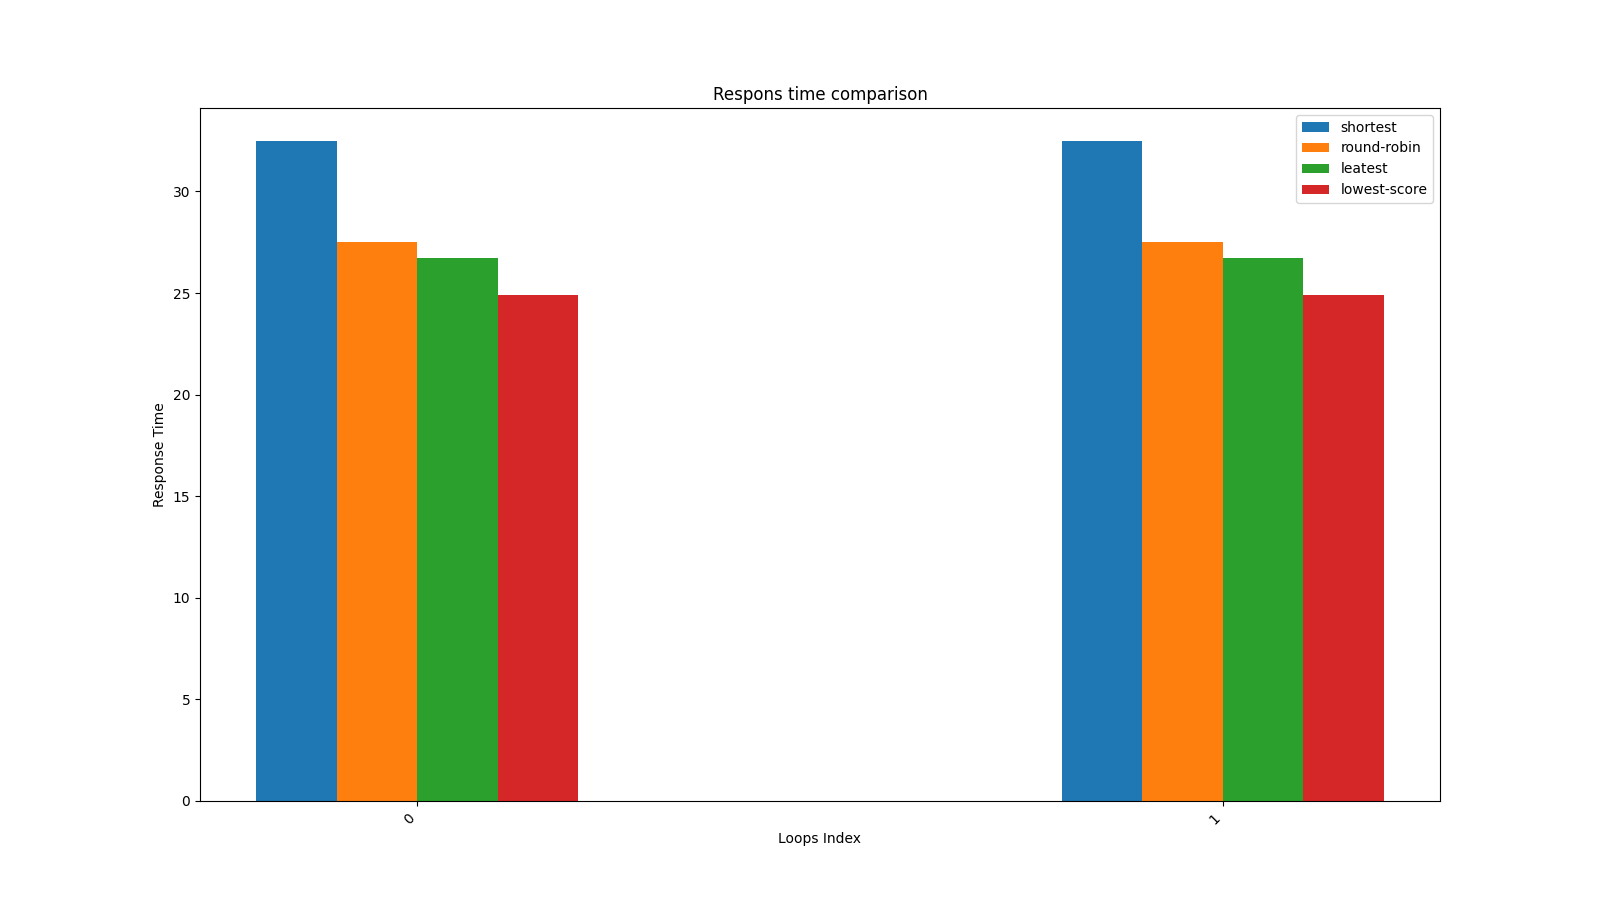 Respons time comparison
shortest
round-robin
leatest
lowest-score
Response Time
30
25
20
15
10
5
0
0
1
Loops Index